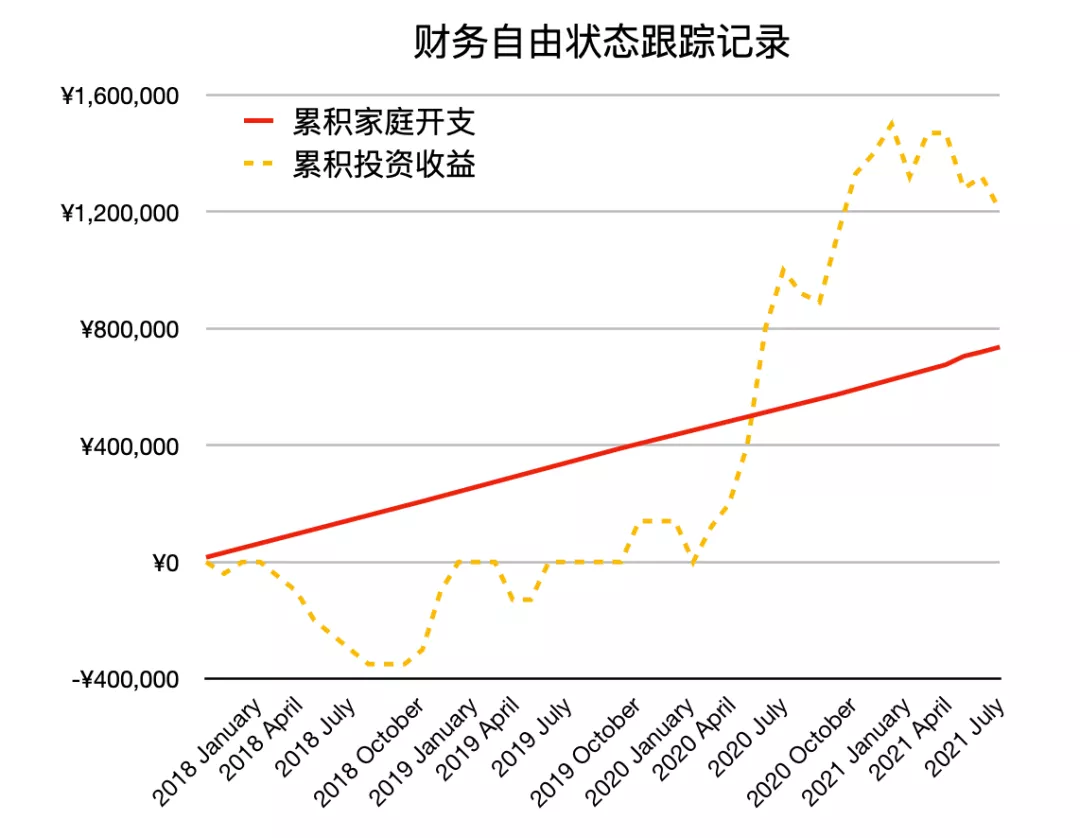 财务自由状态跟踪记录
¥1,600,000
累积家庭开支
累积投资收益
¥1,200,000
¥800,000
¥400,000
¥0
-¥400,000
2018 January
2018 April
2018 July
2018 October
2019 January
2019 April
2019 July
2019 October
2020 January
2020 April
2020 July
2020 October
2021 January
2021 April
2021 July